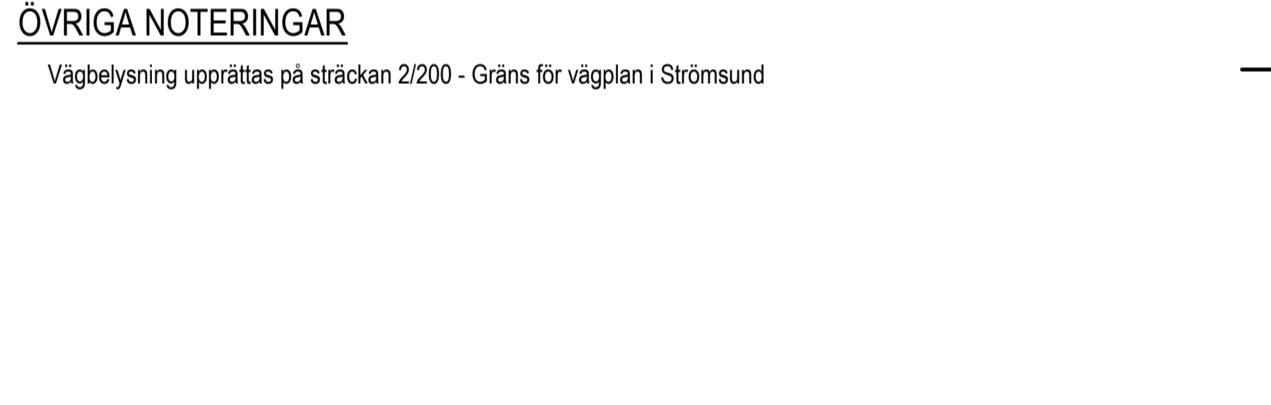 ÖVRIGA NOTERINGAR
Vägbelysning upprättas på sträckan 2/200 - Gräns för vägplan i Strömsund